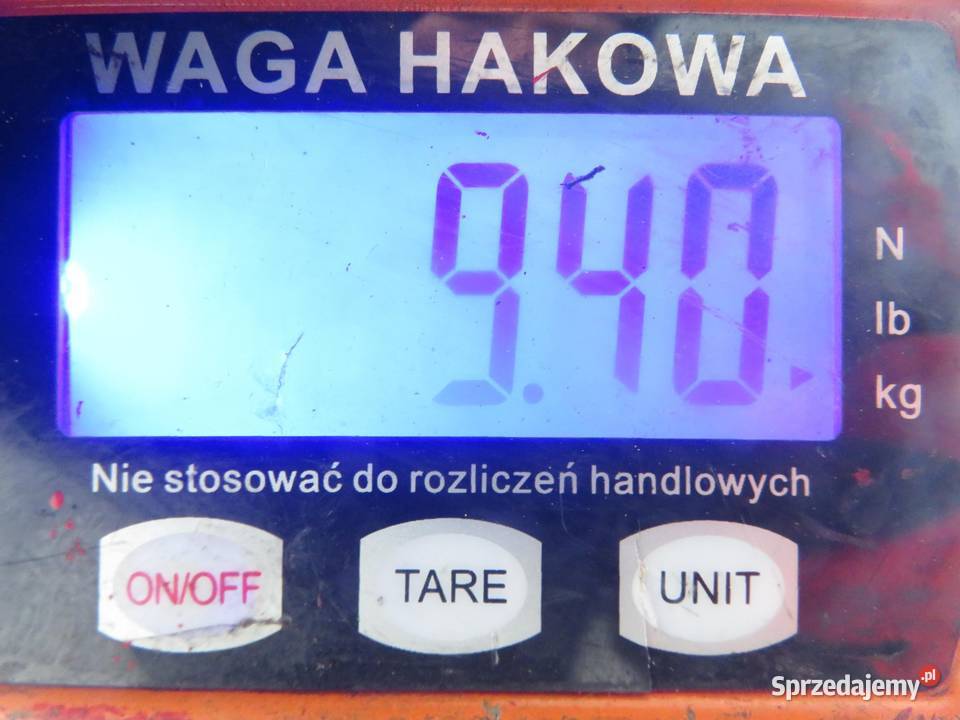 WAGA HAKOWA
9.40
N
lb
kg
Nie stosować do rozliczeń handlowych
ON/OFF TARE UNIT
Sprzedajemy.pl